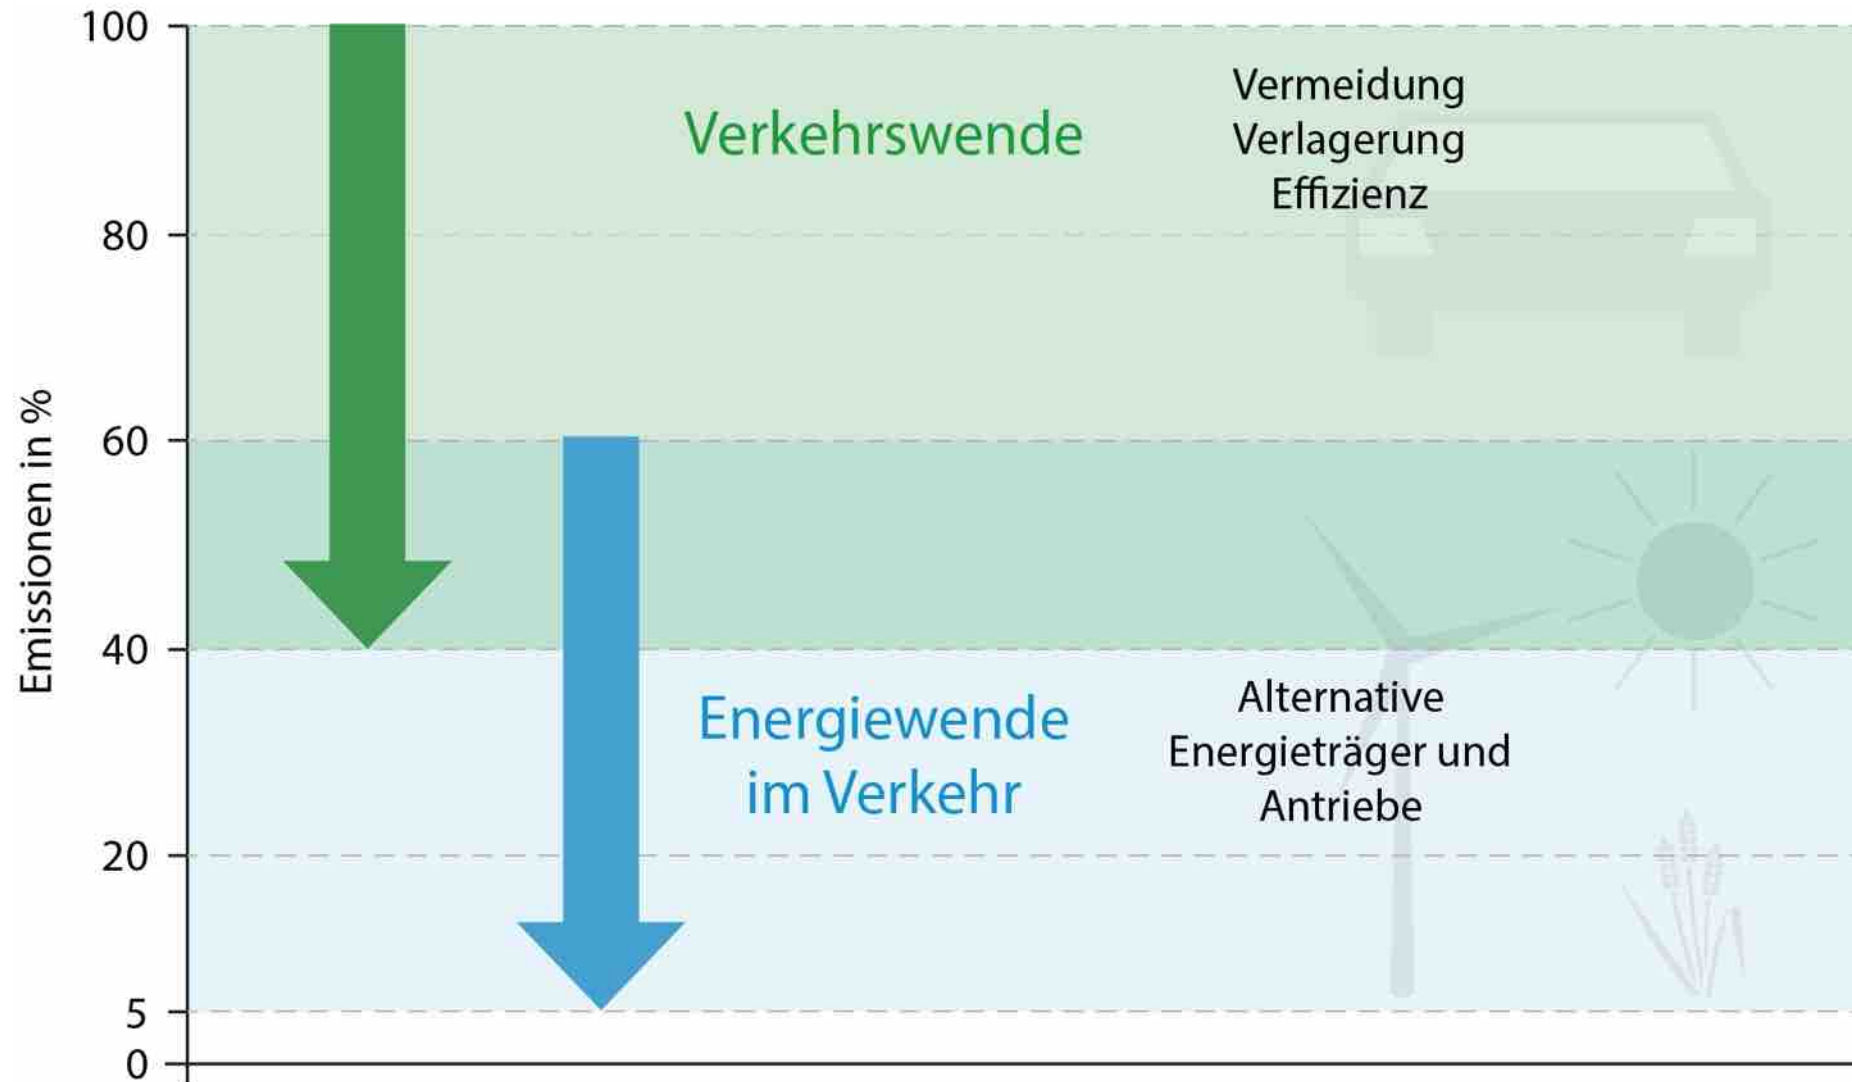 100
80
60
40
20
5
0
Emissionen in %
Verkehrswende
Vermeidung
Verlagerung
Effizienz
Energiewende
im Verkehr
Alternative
Energieträger und
Antriebe